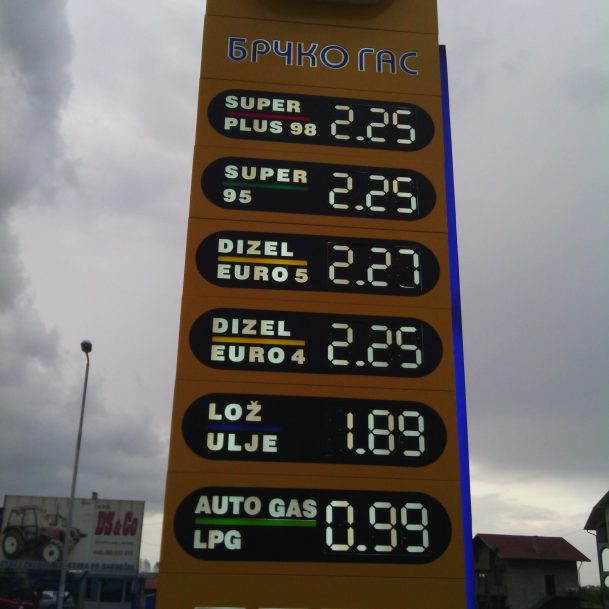 БРЧКО ГАС
SUPER
PLUS 98 2.25
SUPER
95 2.25
DIZEL
EURO 5 2.27
DIZEL
EURO 4 2.25
LOŽ
ULJE 1.89
AUTO GAS
LPG 0.99
DS&Co